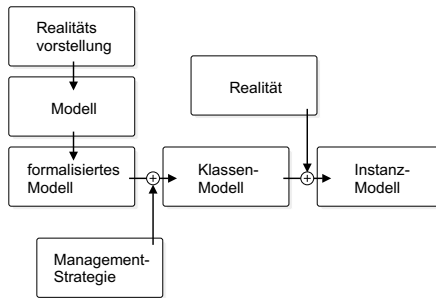 Realitäts
vorstellung
Modell
Realität
formalisiertes
Modell
Klassen-
Modell
Instanz-
Modell
Management-
Strategie